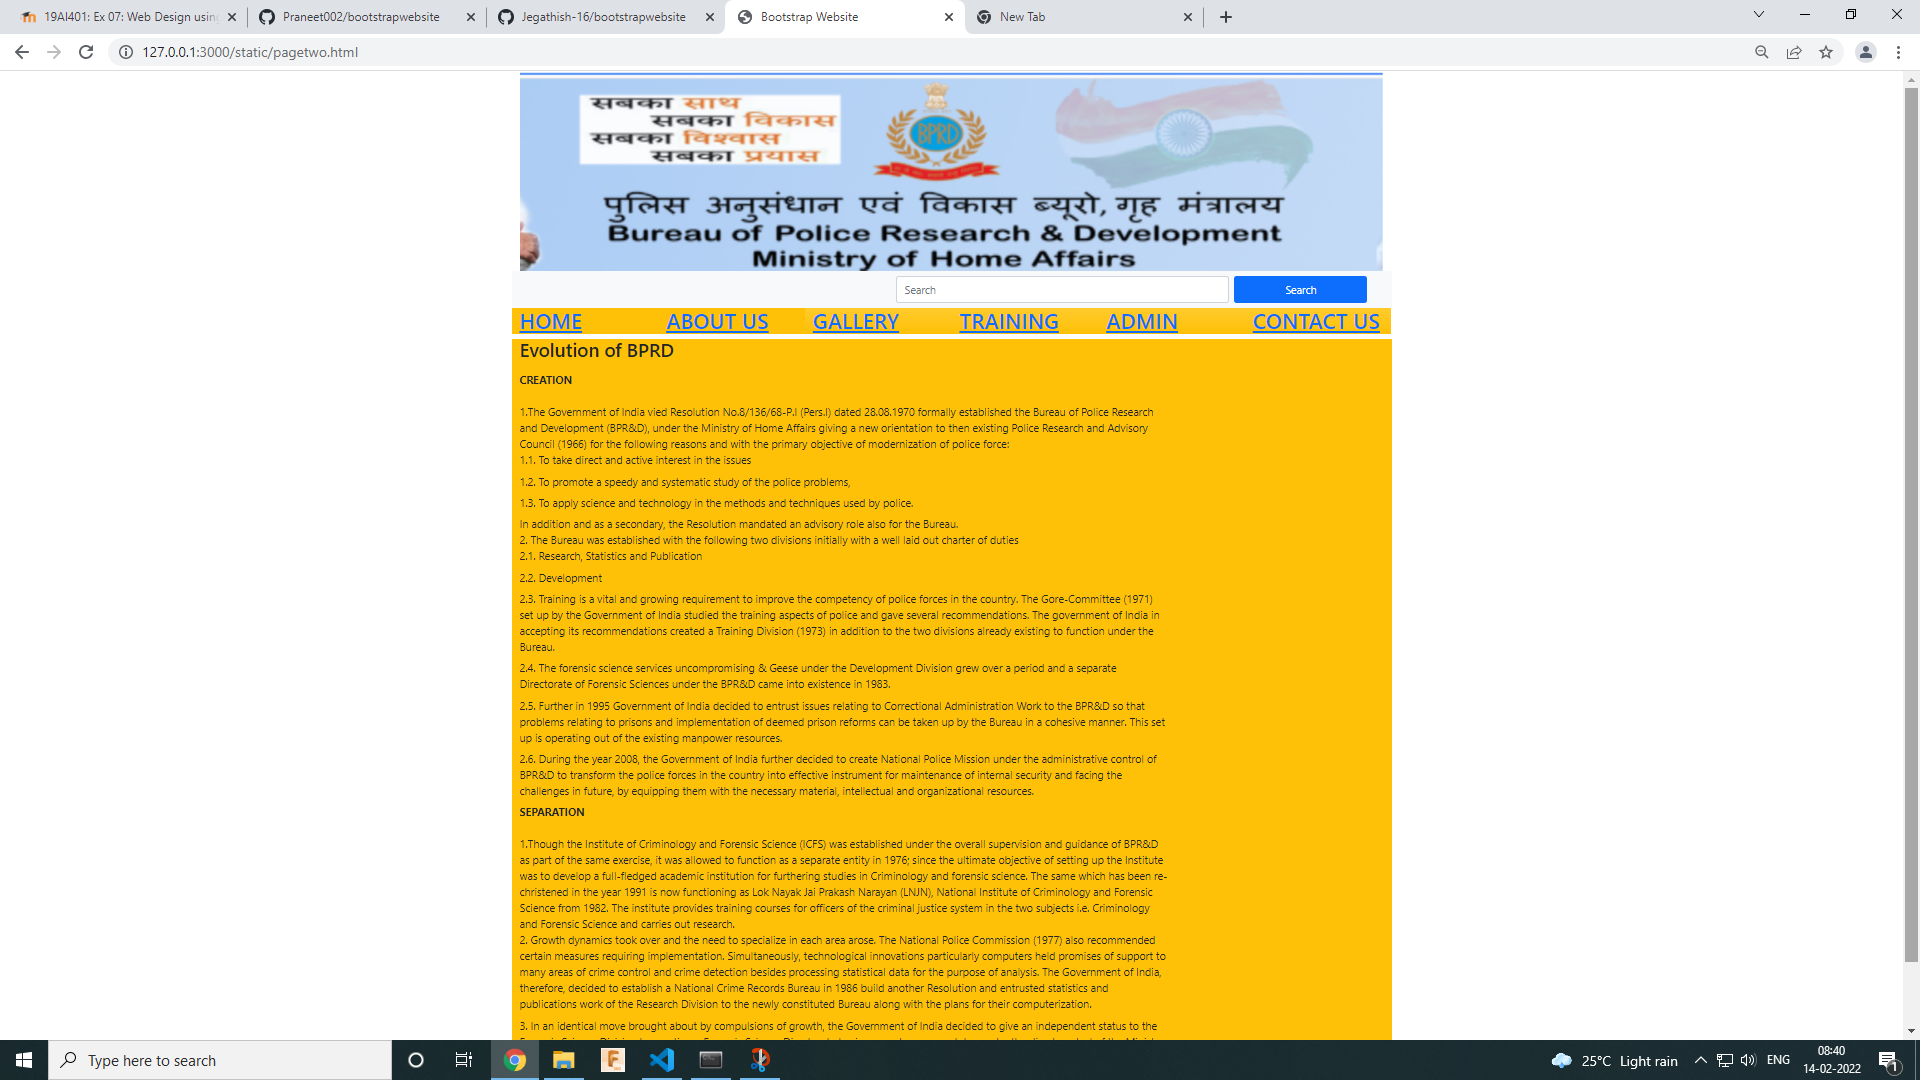 19AI401: Ex 07: Web Design usin
Praneet002/bootstrapwebsite
Jegathish-16/bootstrapwebsite
Bootstrap Website
New Tab
127.0.0.1:3000/static/pagetwo.html
सबका साथ
सबका विकास
सबका विश्वास
सबका प्रयास
BPRD
पुलिस अनुसंधान एवं विकास ब्यूरो, गृह मंत्रालय
Bureau of Police Research & Development
Ministry of Home Affairs
Search
Search
HOME ABOUT US GALLERY TRAINING ADMIN CONTACT US
Evolution of BPRD
CREATION
1.The Government of India vied Resolution No.8/136/68-P.I (Pers.I) dated 28.08.1970 formally established the Bureau of Police Research
and Development (BPR&D), under the Ministry of Home Affairs giving a new orientation to then existing Police Research and Advisory
Council (1966) for the following reasons and with the primary objective of modernization of police force:
1.1. To take direct and active interest in the issues
1.2. To promote a speedy and systematic study of the police problems,
1.3. To apply science and technology in the methods and techniques used by police.
In addition and as a secondary, the Resolution mandated an advisory role also for the Bureau.
2. The Bureau was established with the following two divisions initially with a well laid out charter of duties
2.1. Research, Statistics and Publication
2.2. Development
2.3. Training is a vital and growing requirement to improve the competency of police forces in the country. The Gore-Committee (1971)
set up by the Government of India studied the training aspects of police and gave several recommendations. The government of India in
accepting its recommendations created a Training Division (1973) in addition to the two divisions already existing to function under the
Bureau.
2.4. The forensic science services uncompromising & Geese under the Development Division grew over a period and a separate
Directorate of Forensic Sciences under the BPR&D came into existence in 1983.
2.5. Further in 1995 Government of India decided to entrust issues relating to Correctional Administration Work to the BPR&D so that
problems relating to prisons and implementation of deemed prison reforms can be taken up by the Bureau in a cohesive manner. This set
up is operating out of the existing manpower resources.
2.6. During the year 2008, the Government of India further decided to create National Police Mission under the administrative control of
BPR&D to transform the police forces in the country into effective instrument for maintenance of internal security and facing the
challenges in future, by equipping them with the necessary material, intellectual and organizational resources.
SEPARATION
1.Though the Institute of Criminology and Forensic Science (ICFS) was established under the overall supervision and guidance of BPR&D
as part of the same exercise, it was allowed to function as a separate entity in 1976; since the ultimate objective of setting up the Institute
was to develop a full-fledged academic institution for furthering studies in Criminology and forensic science. The same which has been re-
christened in the year 1991 is now functioning as Lok Nayak Jai Prakash Narayan (LNJN), National Institute of Criminology and Forensic
Science from 1982. The institute provides training courses for officers of the criminal justice system in the two subjects i.e. Criminology
and Forensic Science and carries out research.
2. Growth dynamics took over and the need to specialize in each area arose. The National Police Commission (1977) also recommended
certain measures requiring implementation. Simultaneously, technological innovations particularly computers held promises of support to
many areas of crime control and crime detection besides processing statistical data for the purpose of analysis. The Government of India,
therefore, decided to establish a National Crime Records Bureau in 1986 build another Resolution and entrusted statistics and
publications work of the Research Division to the newly constituted Bureau along with the plans for their computerization.
3. In an identical move brought about by compulsions of growth, the Government of India decided to give an independent status to the
Type here to search
25°C Light rain
ENG
08:40
14-02-2022
1